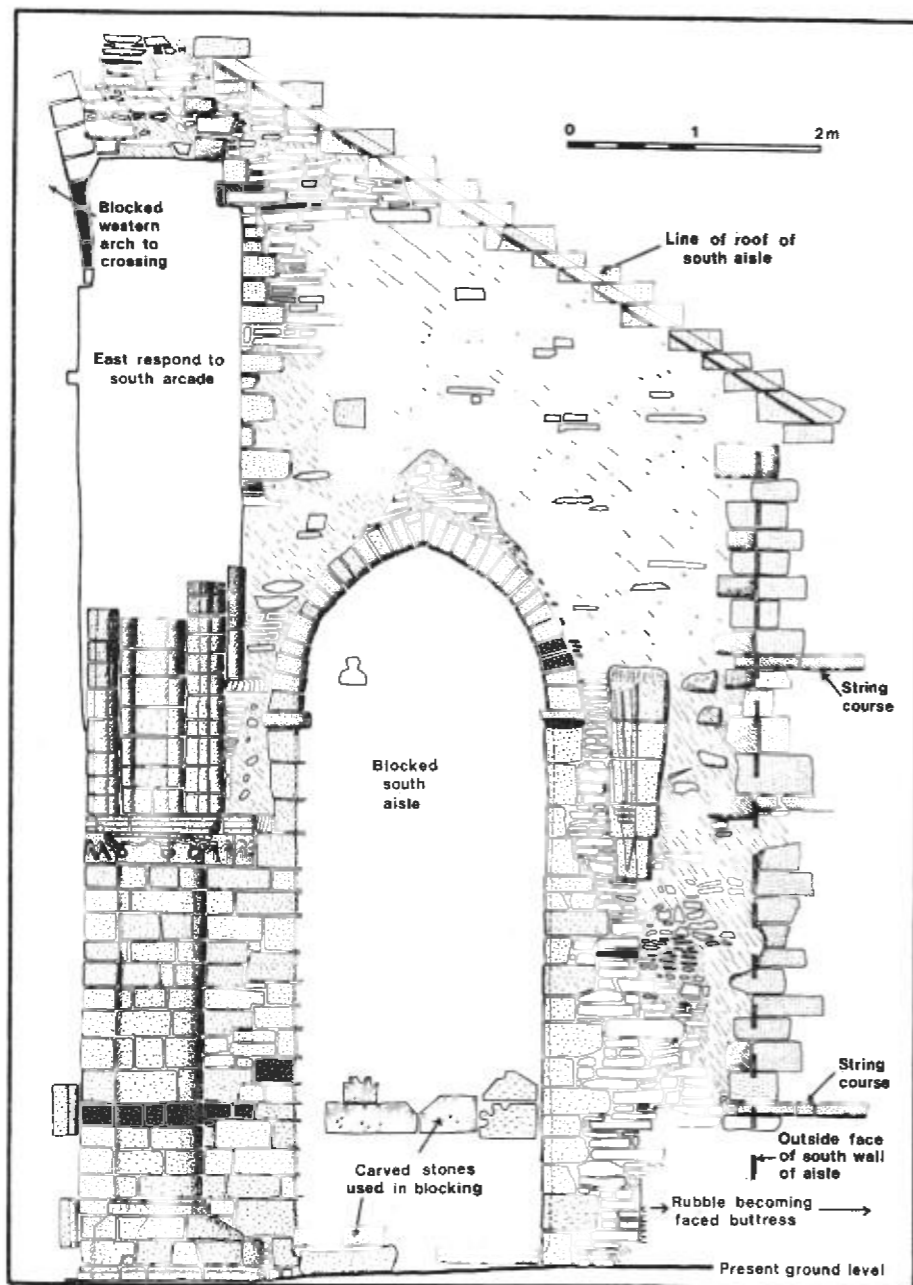 0 1 2m
Blocked
western
arch to
crossing
Line of roof of
south aisle
East respond to
south arcade
String
course
Blocked
south
aisle
String
course
Outside face
of south wall
of aisle
Carved stones
used in blocking
Rubble becoming
faced buttress
Present ground level